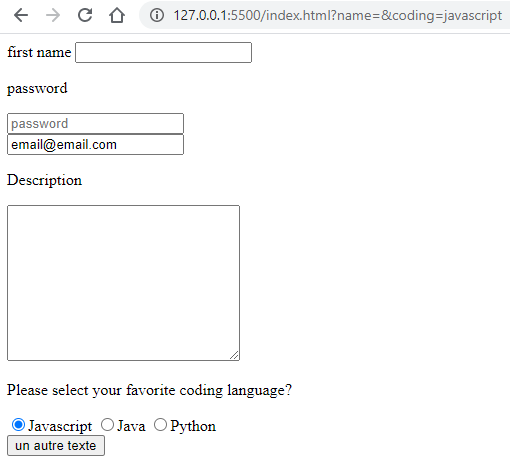 127.0.0.1:5500/index.html?name=&coding=javascript
first name
password
password
email@email.com
Description
Please select your favorite coding language?
Javascript Java Python
un autre texte